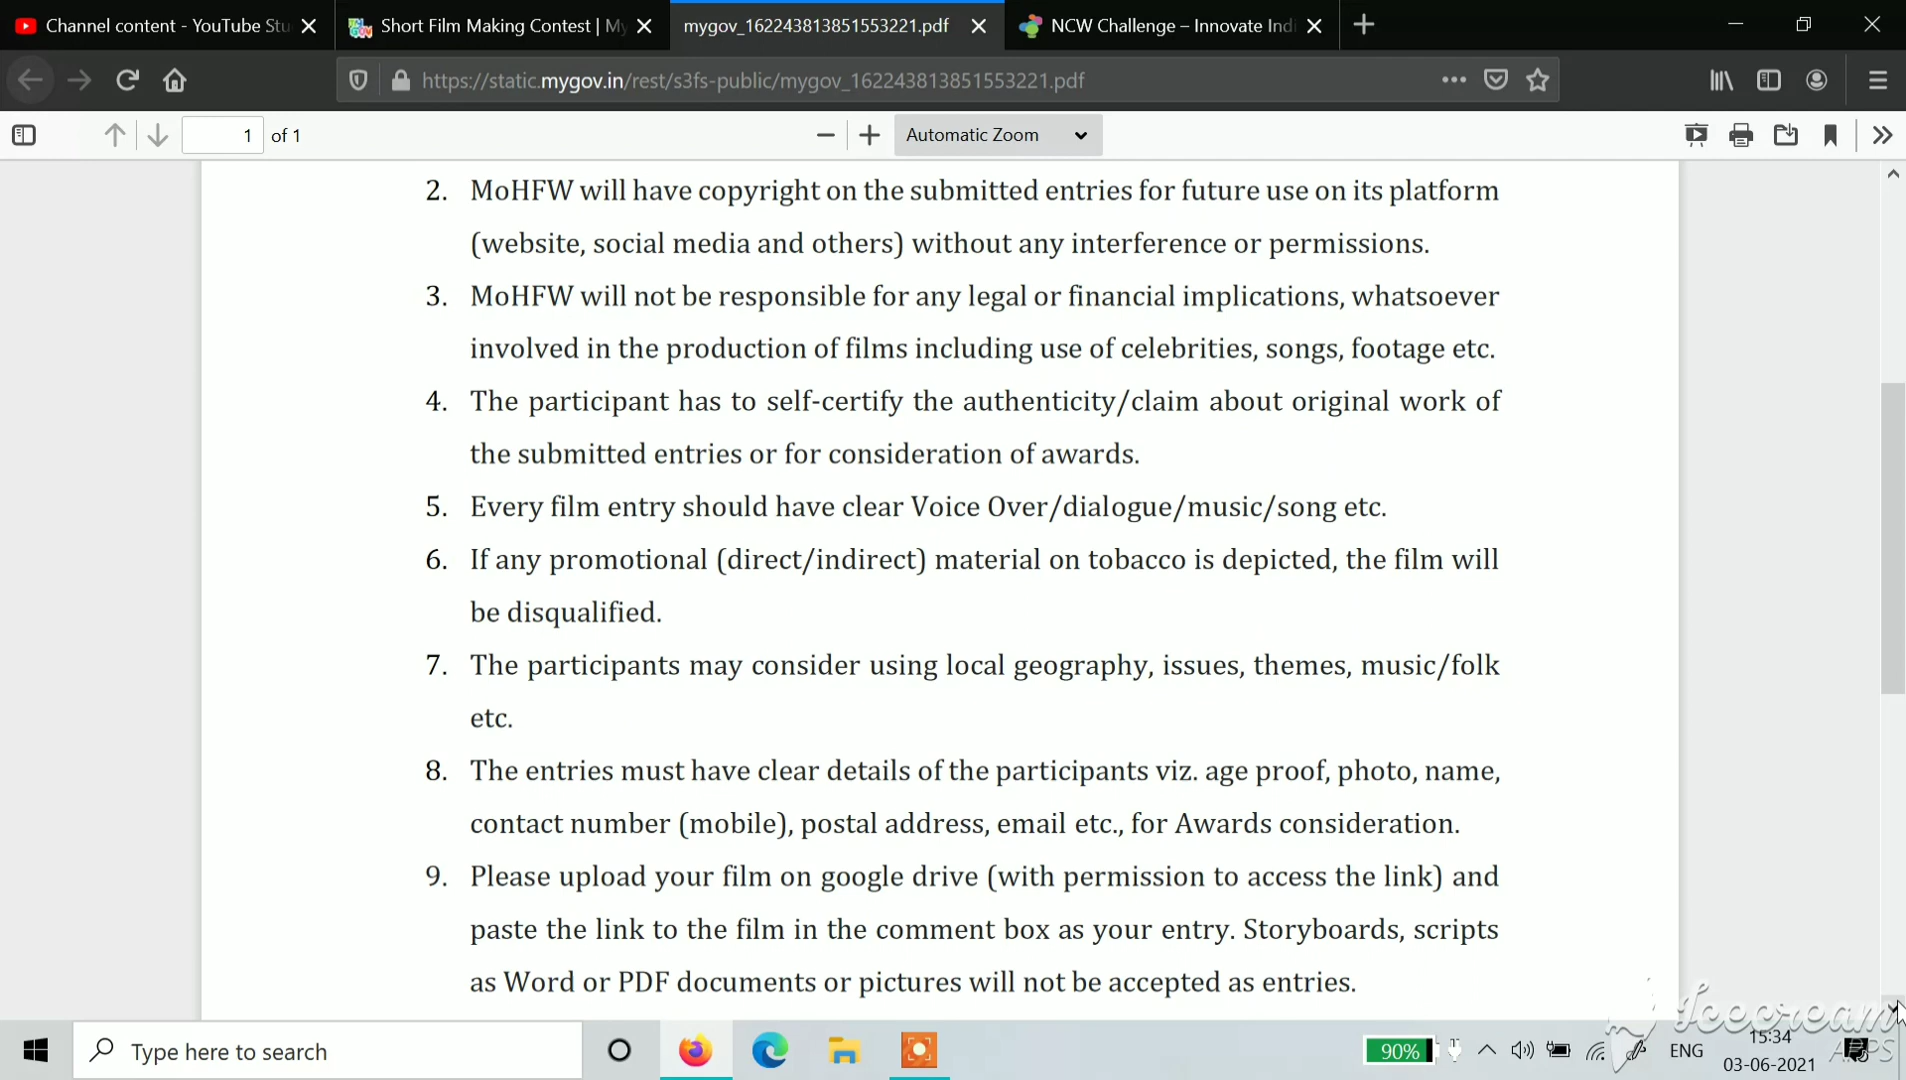 Channel content - YouTube Stu
Short Film Making Contest | My
mygov_162243813851553221.pdf
NCW Challenge – Innovate Indi
https://static.mygov.in/rest/s3fs-public/mygov_162243813851553221.pdf
1 of 1
Automatic Zoom
2. MoHFW will have copyright on the submitted entries for future use on its platform
(website, social media and others) without any interference or permissions.
3. MoHFW will not be responsible for any legal or financial implications, whatsoever
involved in the production of films including use of celebrities, songs, footage etc.
4. The participant has to self-certify the authenticity/claim about original work of
the submitted entries or for consideration of awards.
5. Every film entry should have clear Voice Over/dialogue/music/song etc.
6. If any promotional (direct/indirect) material on tobacco is depicted, the film will
be disqualified.
7. The participants may consider using local geography, issues, themes, music/folk
etc.
8. The entries must have clear details of the participants viz. age proof, photo, name,
contact number (mobile), postal address, email etc., for Awards consideration.
9. Please upload your film on google drive (with permission to access the link) and
paste the link to the film in the comment box as your entry. Storyboards, scripts
as Word or PDF documents or pictures will not be accepted as entries.
Icecream
APPS
Type here to search
90%
ENG
15:34
03-06-2021